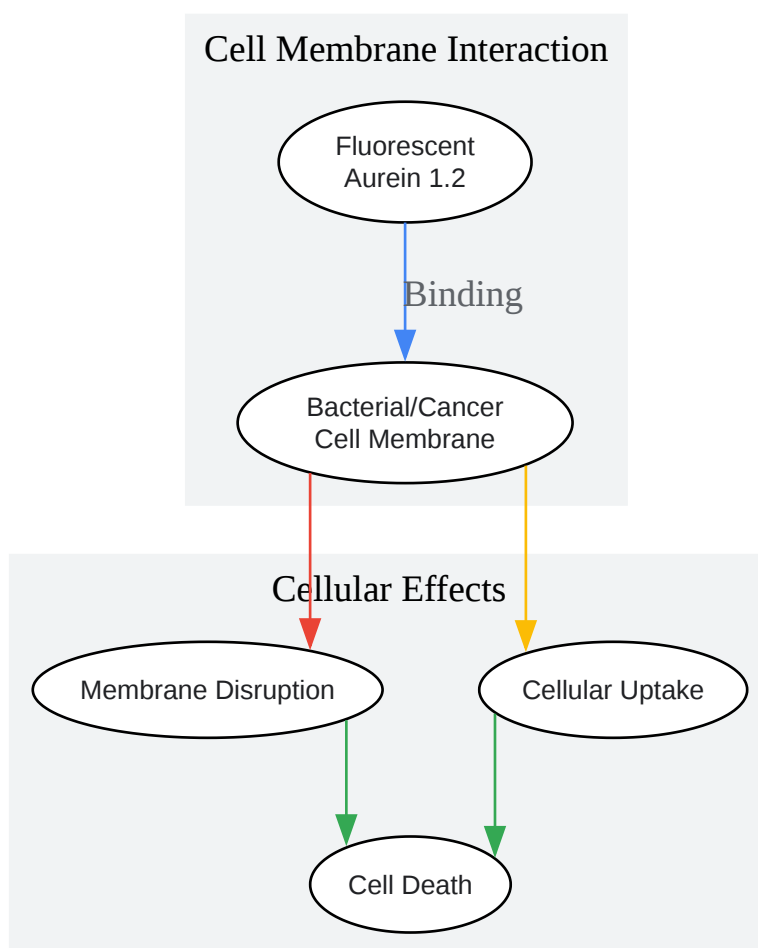 Cell Membrane Interaction
Fluorescent
Aurein 1.2
Binding
Bacterial/Cancer
Cell Membrane
Cellular Effects
Membrane Disruption
Cellular Uptake
Cell Death